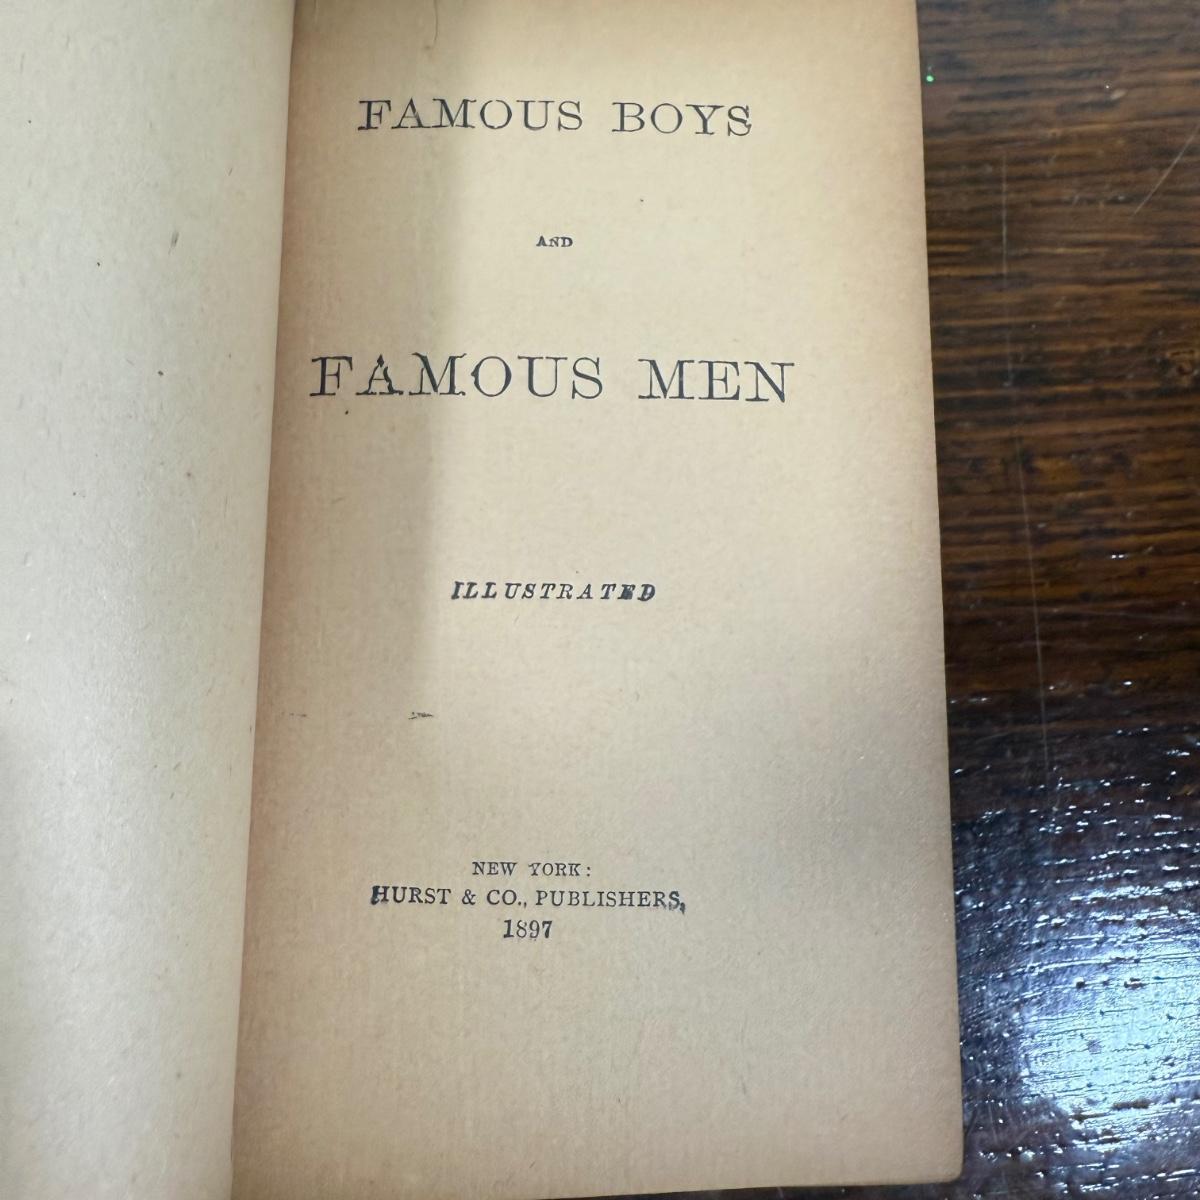 FAMOUS BOYS
AND
FAMOUS MEN
ILLUSTRATED
NEW YORK:
HURST & CO., PUBLISHERS,
1897